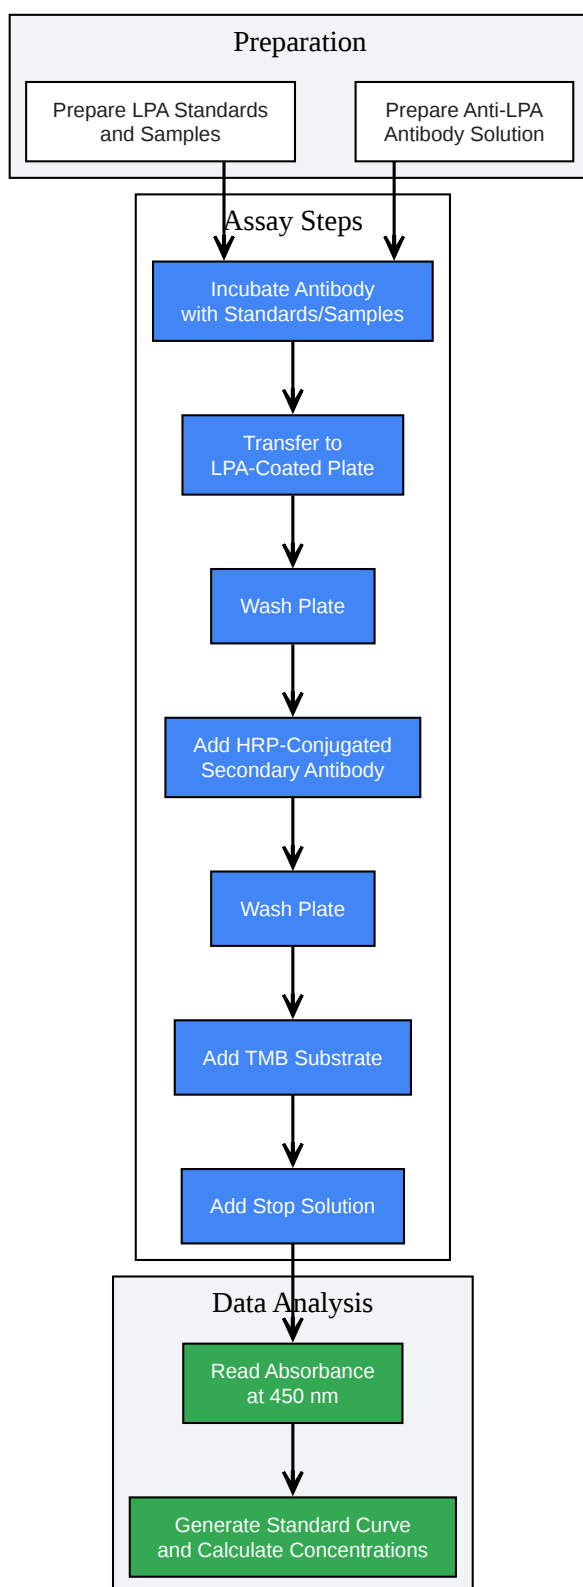 Preparation
Prepare LPA Standards
and Samples
Prepare Anti-LPA
Antibody Solution
Assay Steps
Incubate Antibody
with Standards/Samples
Transfer to
LPA-Coated Plate
Wash Plate
Add HRP-Conjugated
Secondary Antibody
Wash Plate
Add TMB Substrate
Add Stop Solution
Data Analysis
Read Absorbance
at 450 nm
Generate Standard Curve
and Calculate Concentrations